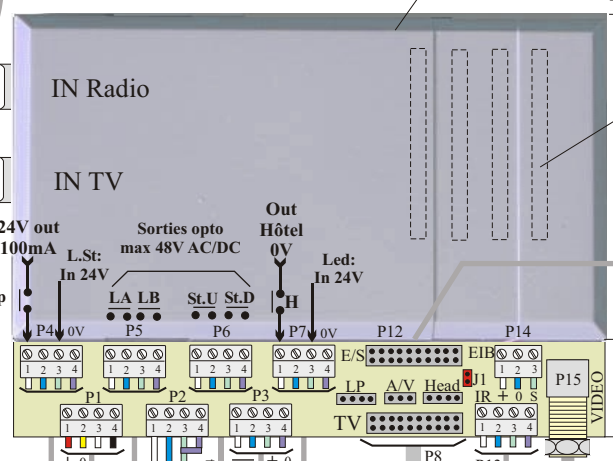 IN Radio
IN TV
24V out
100mA
L.St:
In 24V
Sorties opto
max 48V AC/DC
Out
Hôtel
0V
Led:
In 24V
p
LA LB
St.U St.D
H
P4 0V P5 P6 P7 0V P12 P14
1 2 3 4
1 2 3 4
1 2 3 4
1 2 3 4
E/S
EIB
1 2 3
J1
P15
VIDEO
LP A/V Head
IR + 0 S
P1 P2 P3
TV
1 2 3 4
1 2 3 4
1 2 3 4
1 2 3 4
P8
+ 0
+ 0